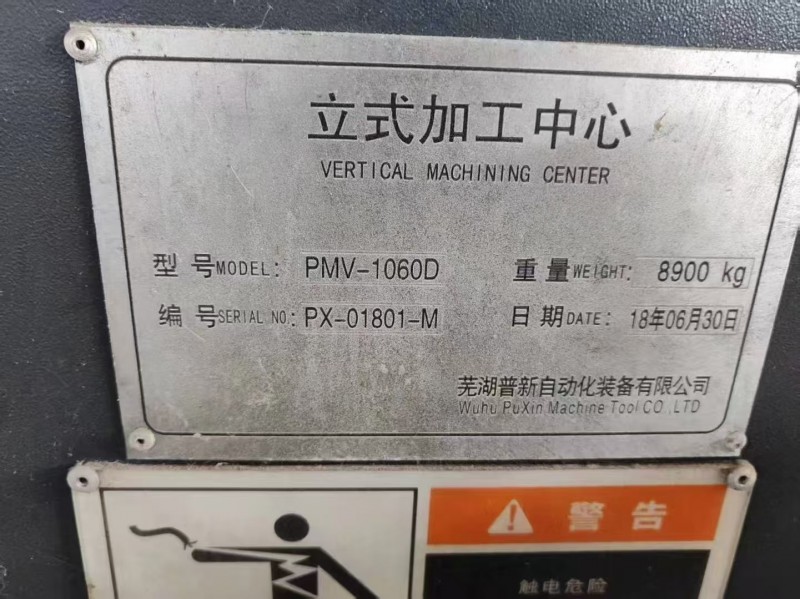 立式加工中心
VERTICAL MACHINING CENTER
型号MODEL: PMV-1060D 重量WEIGHT: 8900 kg
编号SERIAL NO: PX-01801-M 日期DATE: 18年06月30日
芜湖普新自动化装备有限公司
Wuhu PuXin Machine Tool CO.,LTD
警告
触电危险